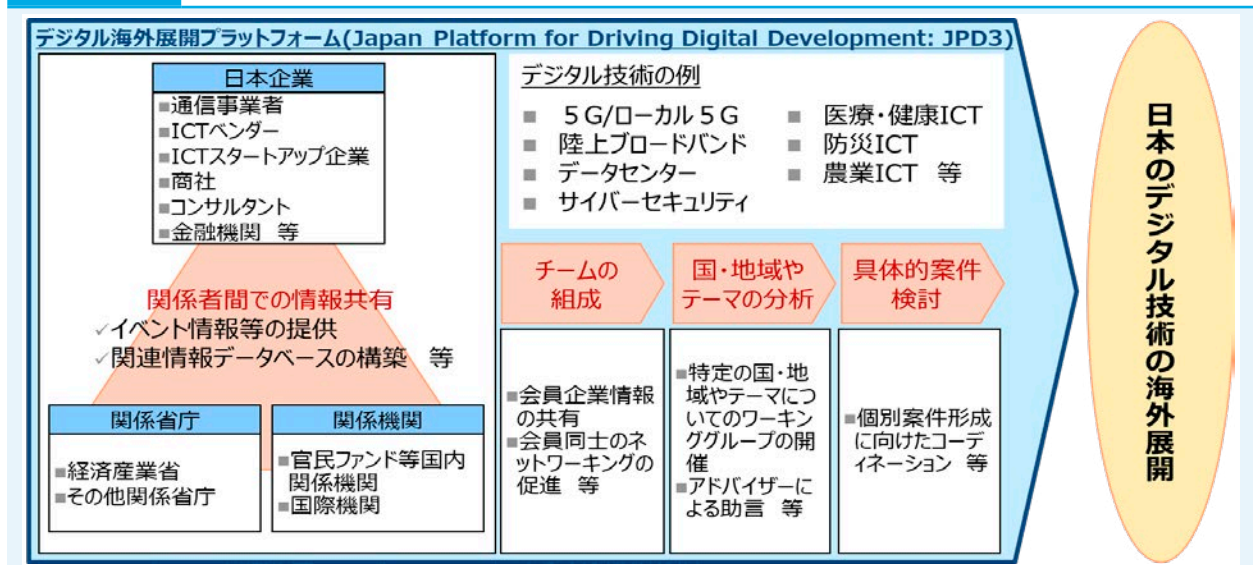 デジタル海外展開プラットフォーム(Japan Platform for Driving Digital Development: JPD3)
日本企業
■通信事業者
■ICTベンダー
■ICTスタートアップ企業
■商社
■コンサルタント
■金融機関 等
関係者間での情報共有
✓イベント情報等の提供
✓関連情報データベースの構築 等
関係省庁
■経済産業省
■その他関係省庁
関係機関
■官民ファンド等国内
関係機関
■国際機関
デジタル技術の例
■ 5G/ローカル5G
■ 陸上ブロードバンド
■ データセンター
■ サイバーセキュリティ
■ 医療・健康ICT
■ 防災ICT
■ 農業ICT 等
チームの
組成
■会員企業情報
の共有
■会員同士のネ
ットワーキングの
促進 等
国・地域や
テーマの分析
■特定の国・地
域やテーマにつ
いてのワーキン
ググループの開
催
■アドバイザーに
よる助言 等
具体的案件
検討
■個別案件形成
に向けたコーデ
ィネーション 等
日本のデジタル技術の海外展開